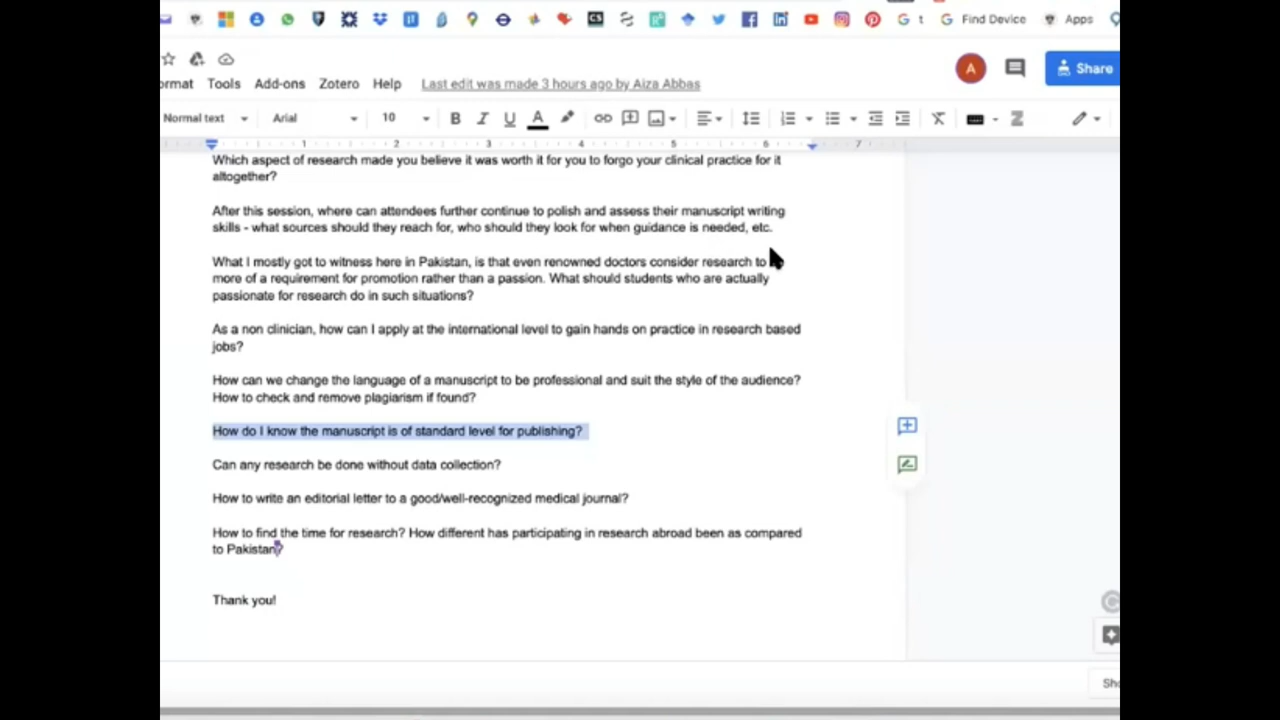 t
Find Device
Apps
ormat
Tools
Add-ons
Zotero
Help
Last edit was made 3 hours ago by Aiza Abbas
A
Share
Normal text
Arial
10
B
I
U
A
1
2
3
4
5
6
7
Which aspect of research made you believe it was worth it for you to forgo your clinical practice for it
altogether?
After this session, where can attendees further continue to polish and assess their manuscript writing
skills - what sources should they reach for, who should they look for when guidance is needed, etc.
What I mostly got to witness here in Pakistan, is that even renowned doctors consider research to
more of a requirement for promotion rather than a passion. What should students who are actually
passionate for research do in such situations?
As a non clinician, how can I apply at the international level to gain hands on practice in research based
jobs?
How can we change the language of a manuscript to be professional and suit the style of the audience?
How to check and remove plagiarism if found?
How do I know the manuscript is of standard level for publishing?
Can any research be done without data collection?
How to write an editorial letter to a good/well-recognized medical journal?
How to find the time for research? How different has participating in research abroad been as compared
to Pakistan?
Thank you!
Sho